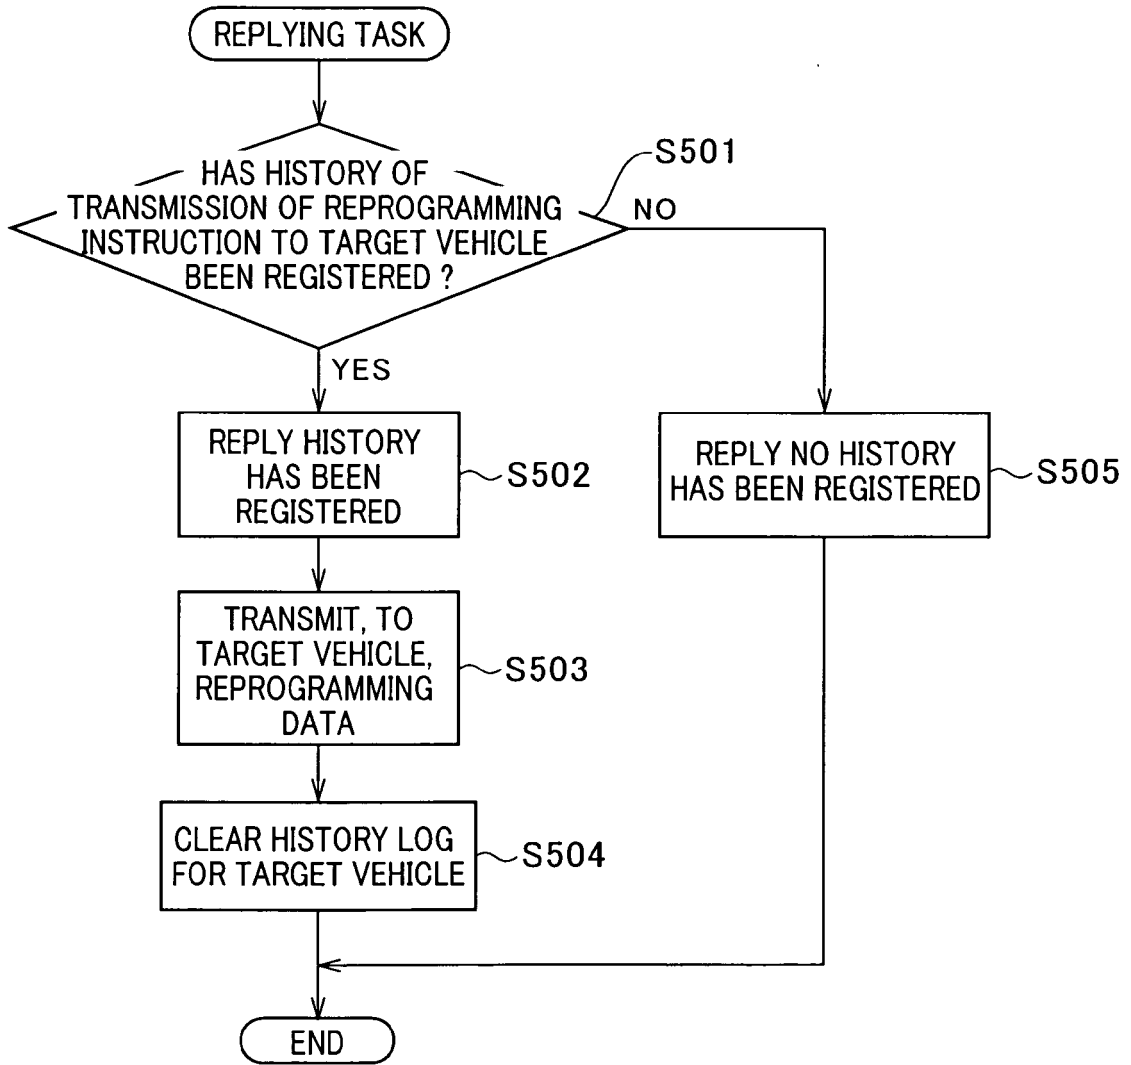 REPLYING TASK
HAS HISTORY OF
TRANSMISSION OF REPROGRAMMING
INSTRUCTION TO TARGET VEHICLE
BEEN REGISTERED ?
S501
NO
YES
REPLY HISTORY
HAS BEEN
REGISTERED
S502
REPLY NO HISTORY
HAS BEEN REGISTERED
S505
TRANSMIT, TO
TARGET VEHICLE,
REPROGRAMMING
DATA
S503
CLEAR HISTORY LOG
FOR TARGET VEHICLE
S504
END